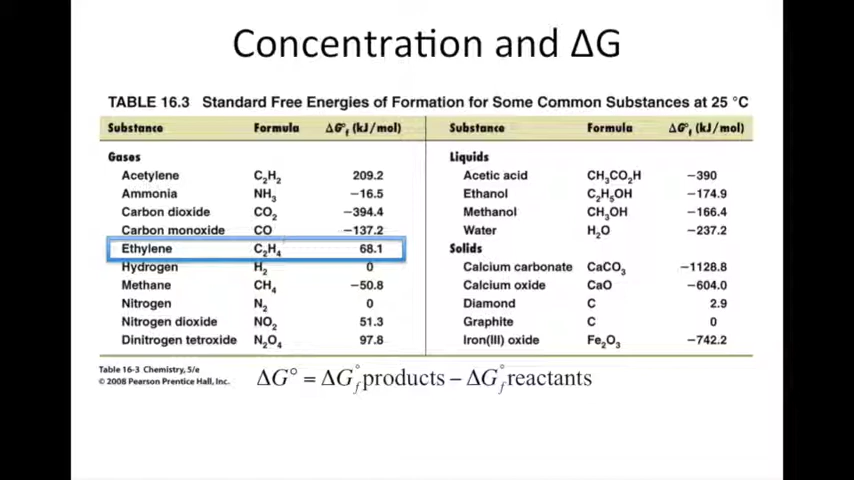 Concentration and ΔG
TABLE 16.3 Standard Free Energies of Formation for Some Common Substances at 25 °C
Substance Formula ΔG°f (kJ/mol) Substance Formula ΔG°f (kJ/mol)
Gases Liquids
Acetylene C2H2 209.2 Acetic acid CH3CO2H −390
Ammonia NH3 −16.5 Ethanol C2H5OH −174.9
Carbon dioxide CO2 −394.4 Methanol CH3OH −166.4
Carbon monoxide CO −137.2 Water H2O −237.2
Ethylene C2H4 68.1 Solids
Hydrogen H2 0 Calcium carbonate CaCO3 −1128.8
Methane CH4 −50.8 Calcium oxide CaO −604.0
Nitrogen N2 0 Diamond C 2.9
Nitrogen dioxide NO2 51.3 Graphite C 0
Dinitrogen tetroxide N2O4 97.8 Iron(III) oxide Fe2O3 −742.2
Table 16-3 Chemistry, 5/e
© 2008 Pearson Prentice Hall, Inc.
ΔG° = ΔG°f products − ΔG°f reactants